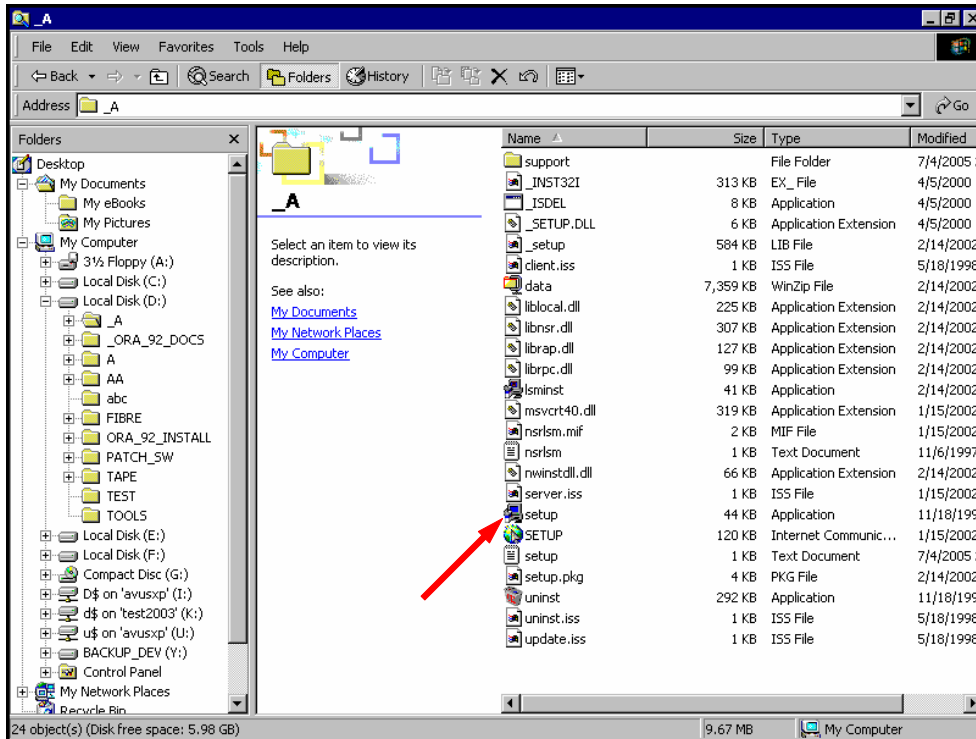 _A
File Edit View Favorites Tools Help
Back Search Folders History
Address _A Go
Folders
Desktop
My Documents
My eBooks
My Pictures
My Computer
3½ Floppy (A:)
Local Disk (C:)
Local Disk (D:)
_A
_ORA_92_DOCS
A
AA
abc
FIBRE
ORA_92_INSTALL
PATCH_SW
TAPE
TEST
TOOLS
Local Disk (E:)
Local Disk (F:)
Compact Disc (G:)
D$ on 'avusxp' (I:)
d$ on 'test2003' (K:)
u$ on 'avusxp' (U:)
BACKUP_DEV (Y:)
Control Panel
My Network Places
Recycle Bin
_A
Select an item to view its
description.
See also:
My Documents
My Network Places
My Computer
Name Size Type Modified
support File Folder 7/4/2005
_INST32I 313 KB EX_ File 4/5/2000
_ISDEL 8 KB Application 4/5/2000
_SETUP.DLL 6 KB Application Extension 4/5/2000
_setup 584 KB LIB File 2/14/2002
client.iss 1 KB ISS File 5/18/1998
data 7,359 KB WinZip File 2/14/2002
liblocal.dll 225 KB Application Extension 2/14/2002
libnsr.dll 307 KB Application Extension 2/14/2002
librap.dll 127 KB Application Extension 2/14/2002
librpc.dll 99 KB Application Extension 2/14/2002
lsminst 41 KB Application 2/14/2002
msvcrt40.dll 319 KB Application Extension 1/15/2002
nsrlsm.mif 2 KB MIF File 1/15/2002
nsrlsm 1 KB Text Document 11/6/1997
nwinstdll.dll 66 KB Application Extension 2/14/2002
server.iss 1 KB ISS File 1/15/2002
setup 44 KB Application 11/18/199
SETUP 120 KB Internet Communic... 1/15/2002
setup 1 KB Text Document 7/4/2005
setup.pkg 4 KB PKG File 2/14/2002
uninst 292 KB Application 11/18/199
uninst.iss 1 KB ISS File 5/18/1998
update.iss 1 KB ISS File 5/18/1998
24 object(s) (Disk free space: 5.98 GB) 9.67 MB My Computer